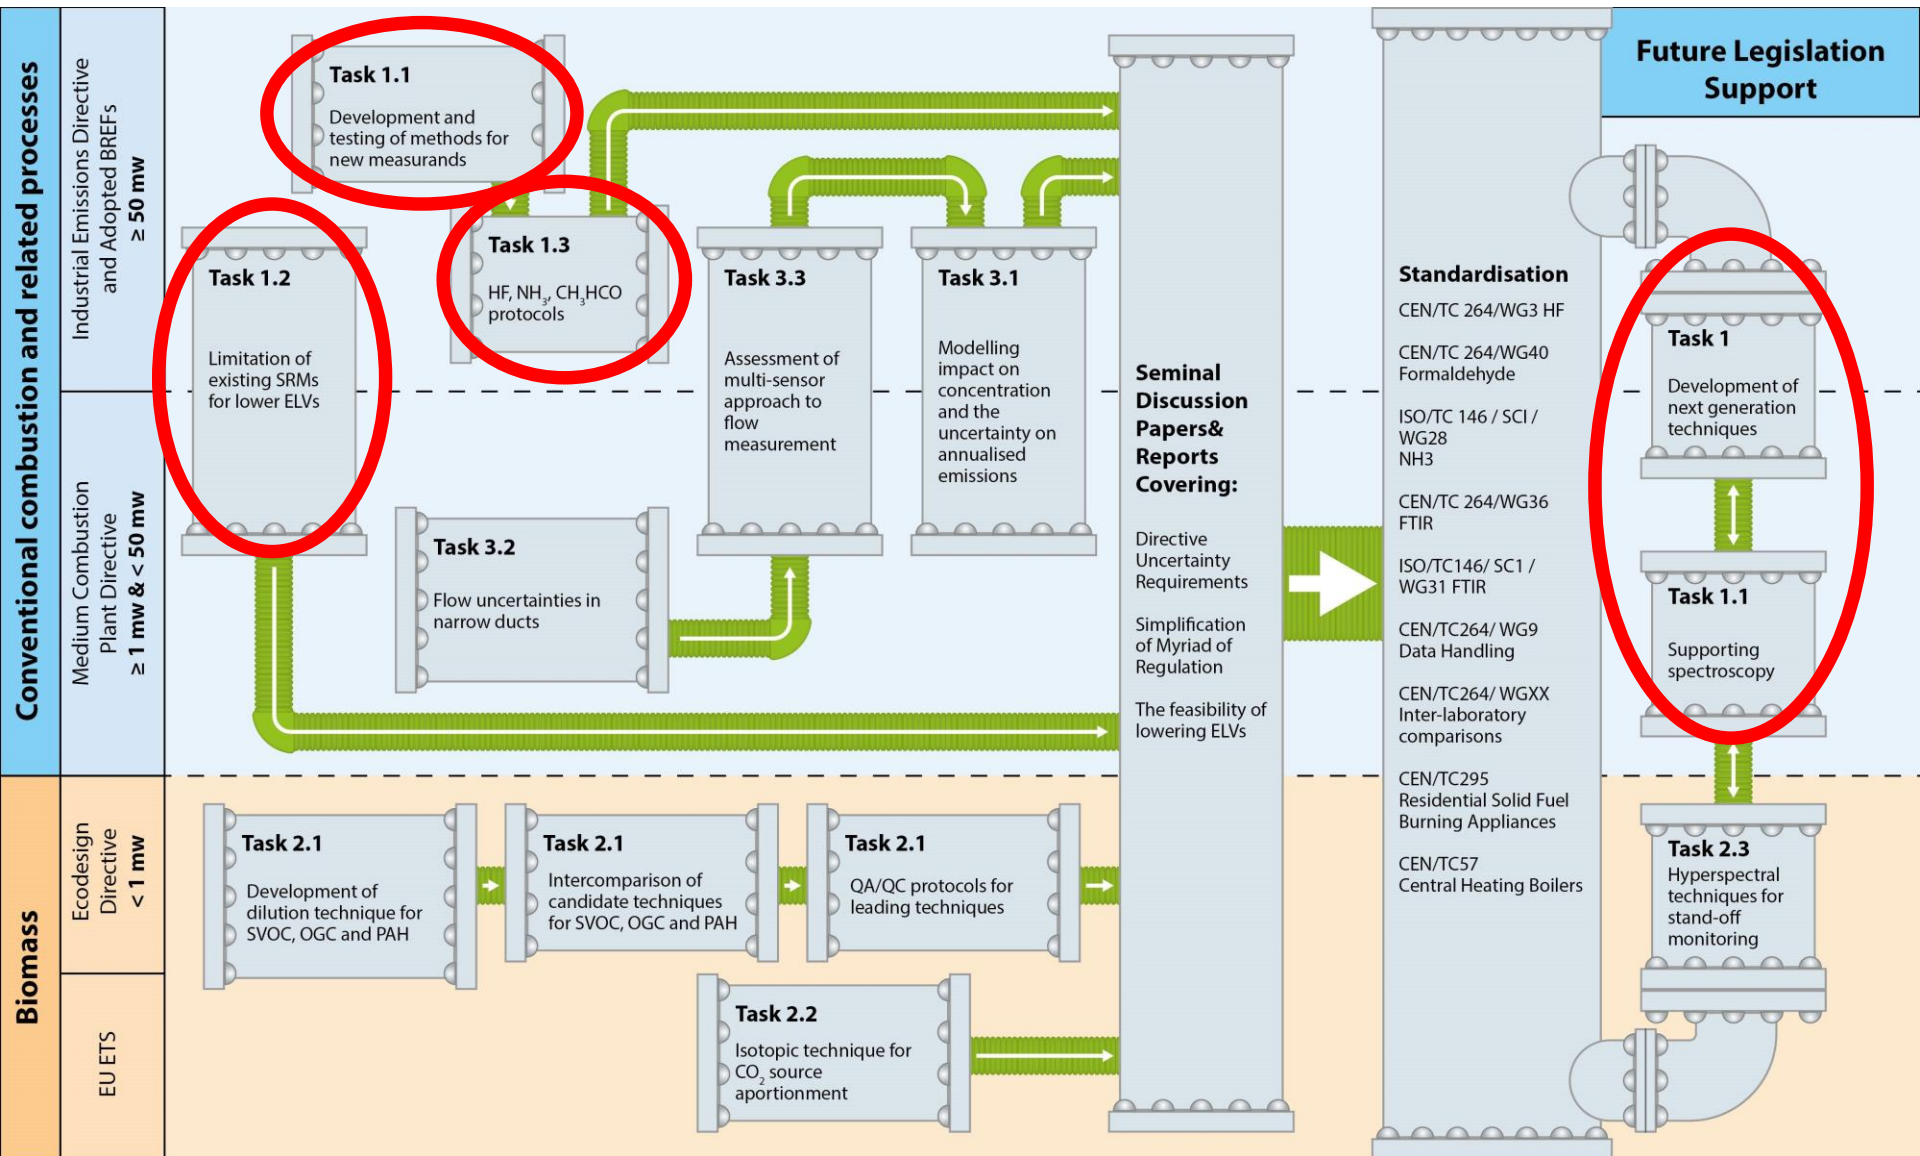 Conventional combustion and related processes
Industrial Emissions Directive
and Adopted BREFs
≥ 50 mw
Medium Combustion
Plant Directive
≥ 1 mw & < 50 mw
Biomass
Ecodesign
Directive
< 1 mw
EU ETS
Task 1.1
Development and
testing of methods for
new measurands
Task 1.3
HF, NH₃, CH₃HCO
protocols
Task 1.2
Limitation of
existing SRMs
for lower ELVs
Task 3.3
Assessment of
multi-sensor
approach to
flow
measurement
Task 3.1
Modelling
impact on
concentration
and the
uncertainty on
annualised
emissions
Task 3.2
Flow uncertainties in
narrow ducts
Task 2.1
Development of
dilution technique for
SVOC, OGC and PAH
Task 2.1
Intercomparison of
candidate techniques
for SVOC, OGC and PAH
Task 2.1
QA/QC protocols for
leading techniques
Task 2.2
Isotopic technique for
CO₂ source
aportionment
Seminal
Discussion
Papers&
Reports
Covering:
Directive
Uncertainty
Requirements
Simplification
of Myriad of
Regulation
The feasibility of
lowering ELVs
Standardisation
CEN/TC 264/WG3 HF
CEN/TC 264/WG40
Formaldehyde
ISO/TC 146 / SCI /
WG28
NH3
CEN/TC 264/WG36
FTIR
ISO/TC146/ SC1 /
WG31 FTIR
CEN/TC264/ WG9
Data Handling
CEN/TC264/ WGXX
Inter-laboratory
comparisons
CEN/TC295
Residential Solid Fuel
Burning Appliances
CEN/TC57
Central Heating Boilers
Future Legislation
Support
Task 1
Development of
next generation
techniques
Task 1.1
Supporting
spectroscopy
Task 2.3
Hyperspectral
techniques for
stand-off
monitoring